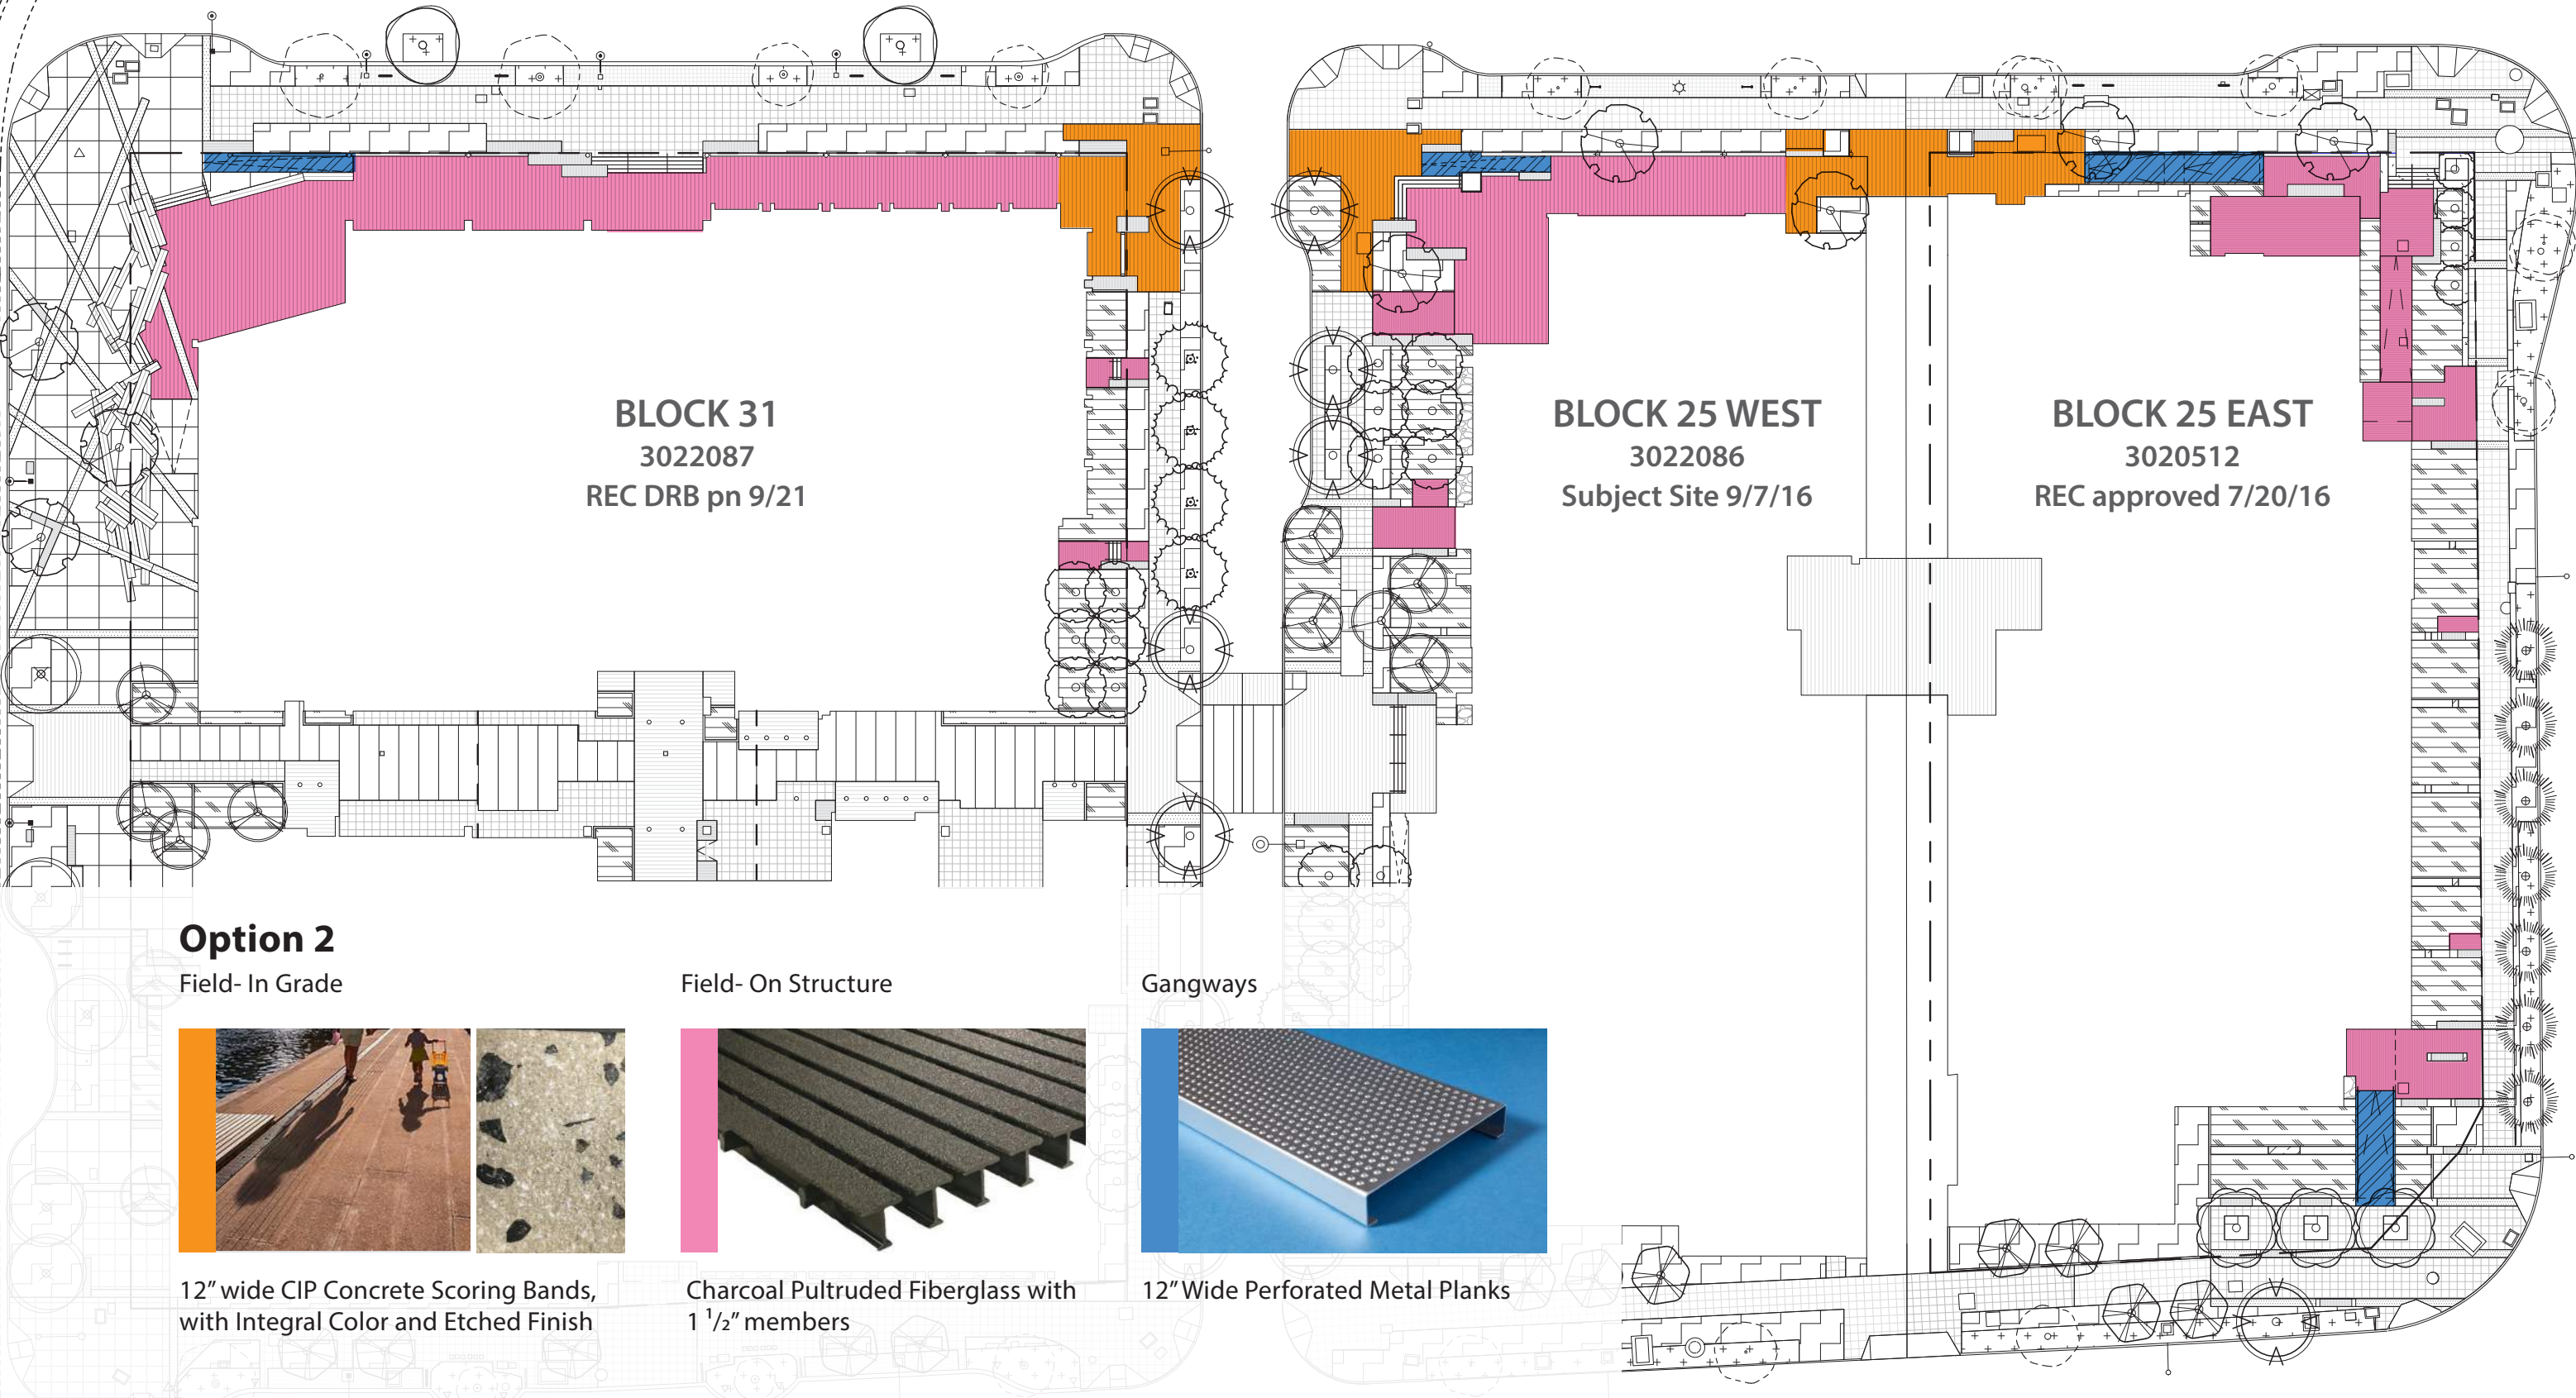 BLOCK 31
3022087
REC DRB pn 9/21
BLOCK 25 WEST
3022086
Subject Site 9/7/16
BLOCK 25 EAST
3020512
REC approved 7/20/16
Option 2
Field- In Grade
Field- On Structure
Gangways
12" wide CIP Concrete Scoring Bands,
with Integral Color and Etched Finish
Charcoal Pultruded Fiberglass with
1 1/2" members
12" Wide Perforated Metal Planks